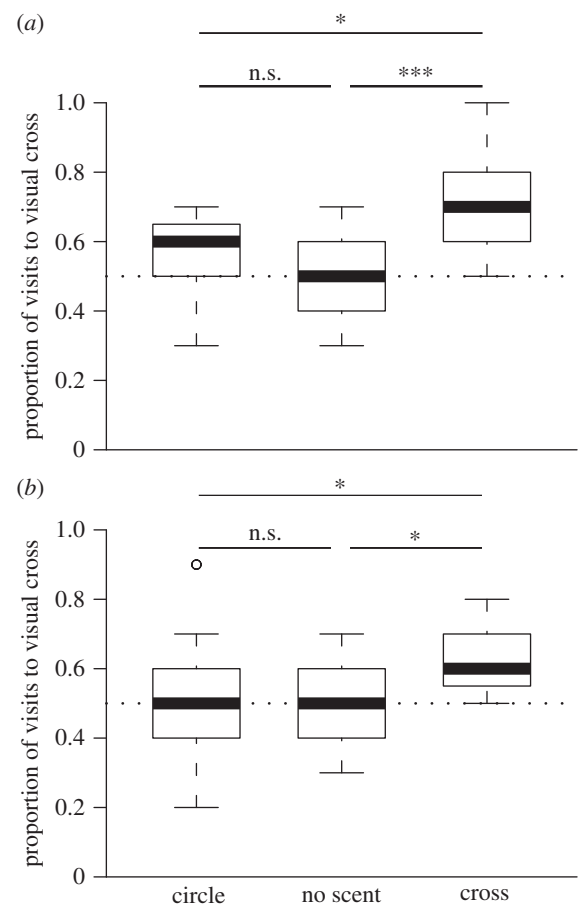 (a)
*
n.s. ***
1.0
0.8
0.6
0.4
0.2
0
proportion of visits to visual cross
(b)
*
n.s. *
1.0
0.8
0.6
0.4
0.2
0
proportion of visits to visual cross
circle no scent cross